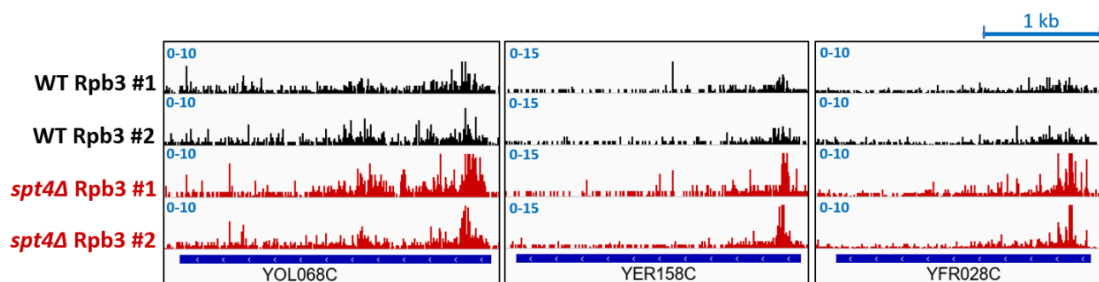 1 kb
WT Rpb3 #1 0-10 0-15 0-10
WT Rpb3 #2 0-10 0-15 0-10
spt4Δ Rpb3 #1 0-10 0-15 0-10
spt4Δ Rpb3 #2 0-10 0-15 0-10
YOL068C YER158C YFR028C